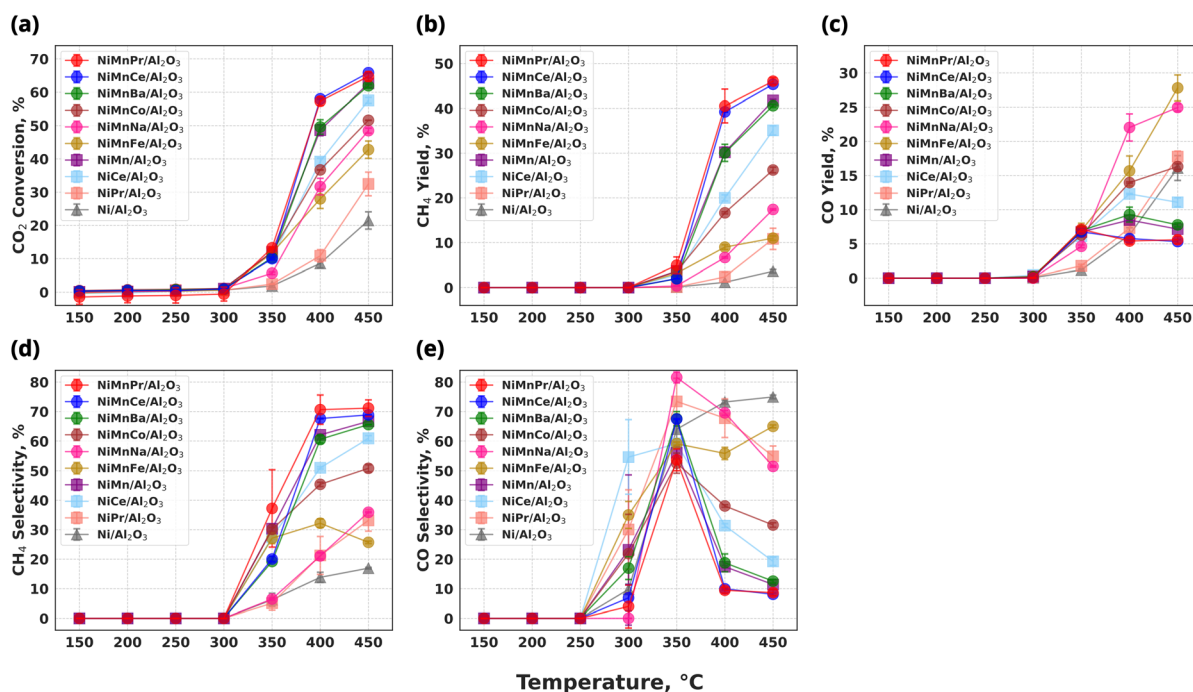 (a)
CO₂ Conversion, %
70
60
50
40
30
20
10
0
NiMnPr/Al₂O₃
NiMnCe/Al₂O₃
NiMnBa/Al₂O₃
NiMnCo/Al₂O₃
NiMnNa/Al₂O₃
NiMnFe/Al₂O₃
NiMn/Al₂O₃
NiCe/Al₂O₃
NiPr/Al₂O₃
Ni/Al₂O₃
150 200 250 300 350 400 450
(b)
CH₄ Yield, %
50
40
30
20
10
0
NiMnPr/Al₂O₃
NiMnCe/Al₂O₃
NiMnBa/Al₂O₃
NiMnCo/Al₂O₃
NiMnNa/Al₂O₃
NiMnFe/Al₂O₃
NiMn/Al₂O₃
NiCe/Al₂O₃
NiPr/Al₂O₃
Ni/Al₂O₃
150 200 250 300 350 400 450
(c)
CO Yield, %
30
25
20
15
10
5
0
NiMnPr/Al₂O₃
NiMnCe/Al₂O₃
NiMnBa/Al₂O₃
NiMnCo/Al₂O₃
NiMnNa/Al₂O₃
NiMnFe/Al₂O₃
NiMn/Al₂O₃
NiCe/Al₂O₃
NiPr/Al₂O₃
Ni/Al₂O₃
150 200 250 300 350 400 450
(d)
CH₄ Selectivity, %
80
70
60
50
40
30
20
10
0
NiMnPr/Al₂O₃
NiMnCe/Al₂O₃
NiMnBa/Al₂O₃
NiMnCo/Al₂O₃
NiMnNa/Al₂O₃
NiMnFe/Al₂O₃
NiMn/Al₂O₃
NiCe/Al₂O₃
NiPr/Al₂O₃
Ni/Al₂O₃
150 200 250 300 350 400 450
(e)
CO Selectivity, %
80
70
60
50
40
30
20
10
0
NiMnPr/Al₂O₃
NiMnCe/Al₂O₃
NiMnBa/Al₂O₃
NiMnCo/Al₂O₃
NiMnNa/Al₂O₃
NiMnFe/Al₂O₃
NiMn/Al₂O₃
NiCe/Al₂O₃
NiPr/Al₂O₃
Ni/Al₂O₃
150 200 250 300 350 400 450
Temperature, °C